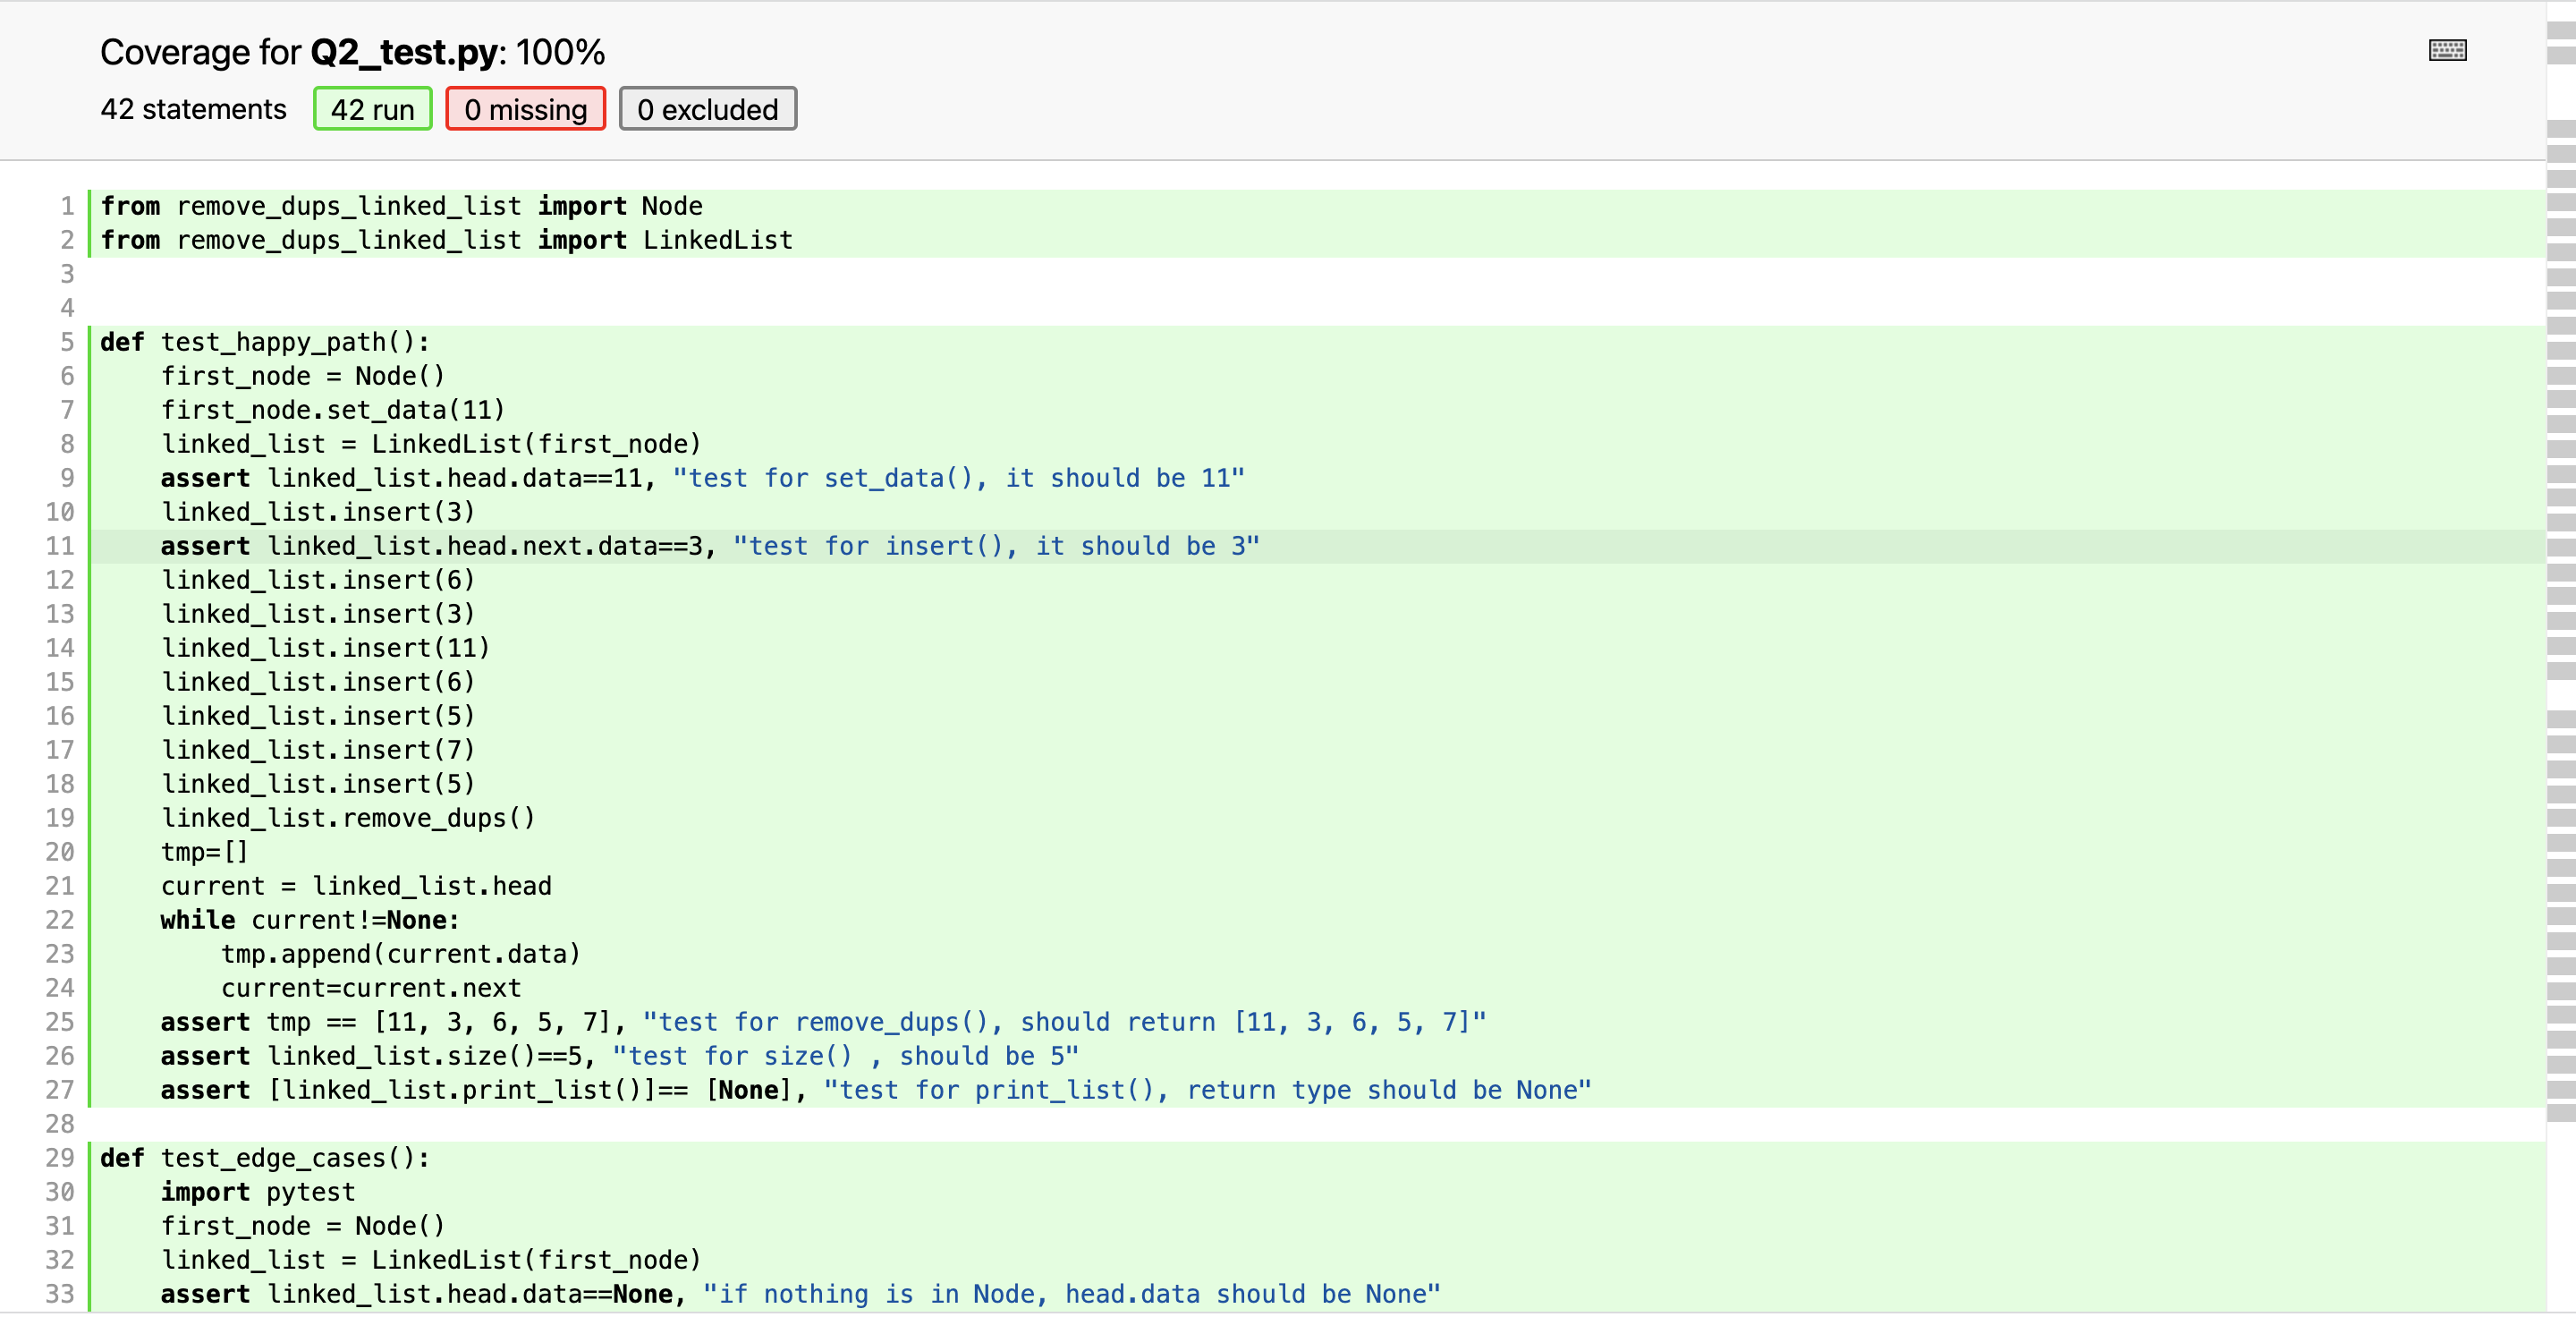 Coverage for Q2_test.py: 100%
42 statements 42 run 0 missing 0 excluded
1 from remove_dups_linked_list import Node
2 from remove_dups_linked_list import LinkedList
3
4
5 def test_happy_path():
6     first_node = Node()
7     first_node.set_data(11)
8     linked_list = LinkedList(first_node)
9     assert linked_list.head.data==11, "test for set_data(), it should be 11"
10     linked_list.insert(3)
11     assert linked_list.head.next.data==3, "test for insert(), it should be 3"
12     linked_list.insert(6)
13     linked_list.insert(3)
14     linked_list.insert(11)
15     linked_list.insert(6)
16     linked_list.insert(5)
17     linked_list.insert(7)
18     linked_list.insert(5)
19     linked_list.remove_dups()
20     tmp=[]
21     current = linked_list.head
22     while current!=None:
23         tmp.append(current.data)
24         current=current.next
25     assert tmp == [11, 3, 6, 5, 7], "test for remove_dups(), should return [11, 3, 6, 5, 7]"
26     assert linked_list.size()==5, "test for size() , should be 5"
27     assert [linked_list.print_list()]== [None], "test for print_list(), return type should be None"
28
29 def test_edge_cases():
30     import pytest
31     first_node = Node()
32     linked_list = LinkedList(first_node)
33     assert linked_list.head.data==None, "if nothing is in Node, head.data should be None"